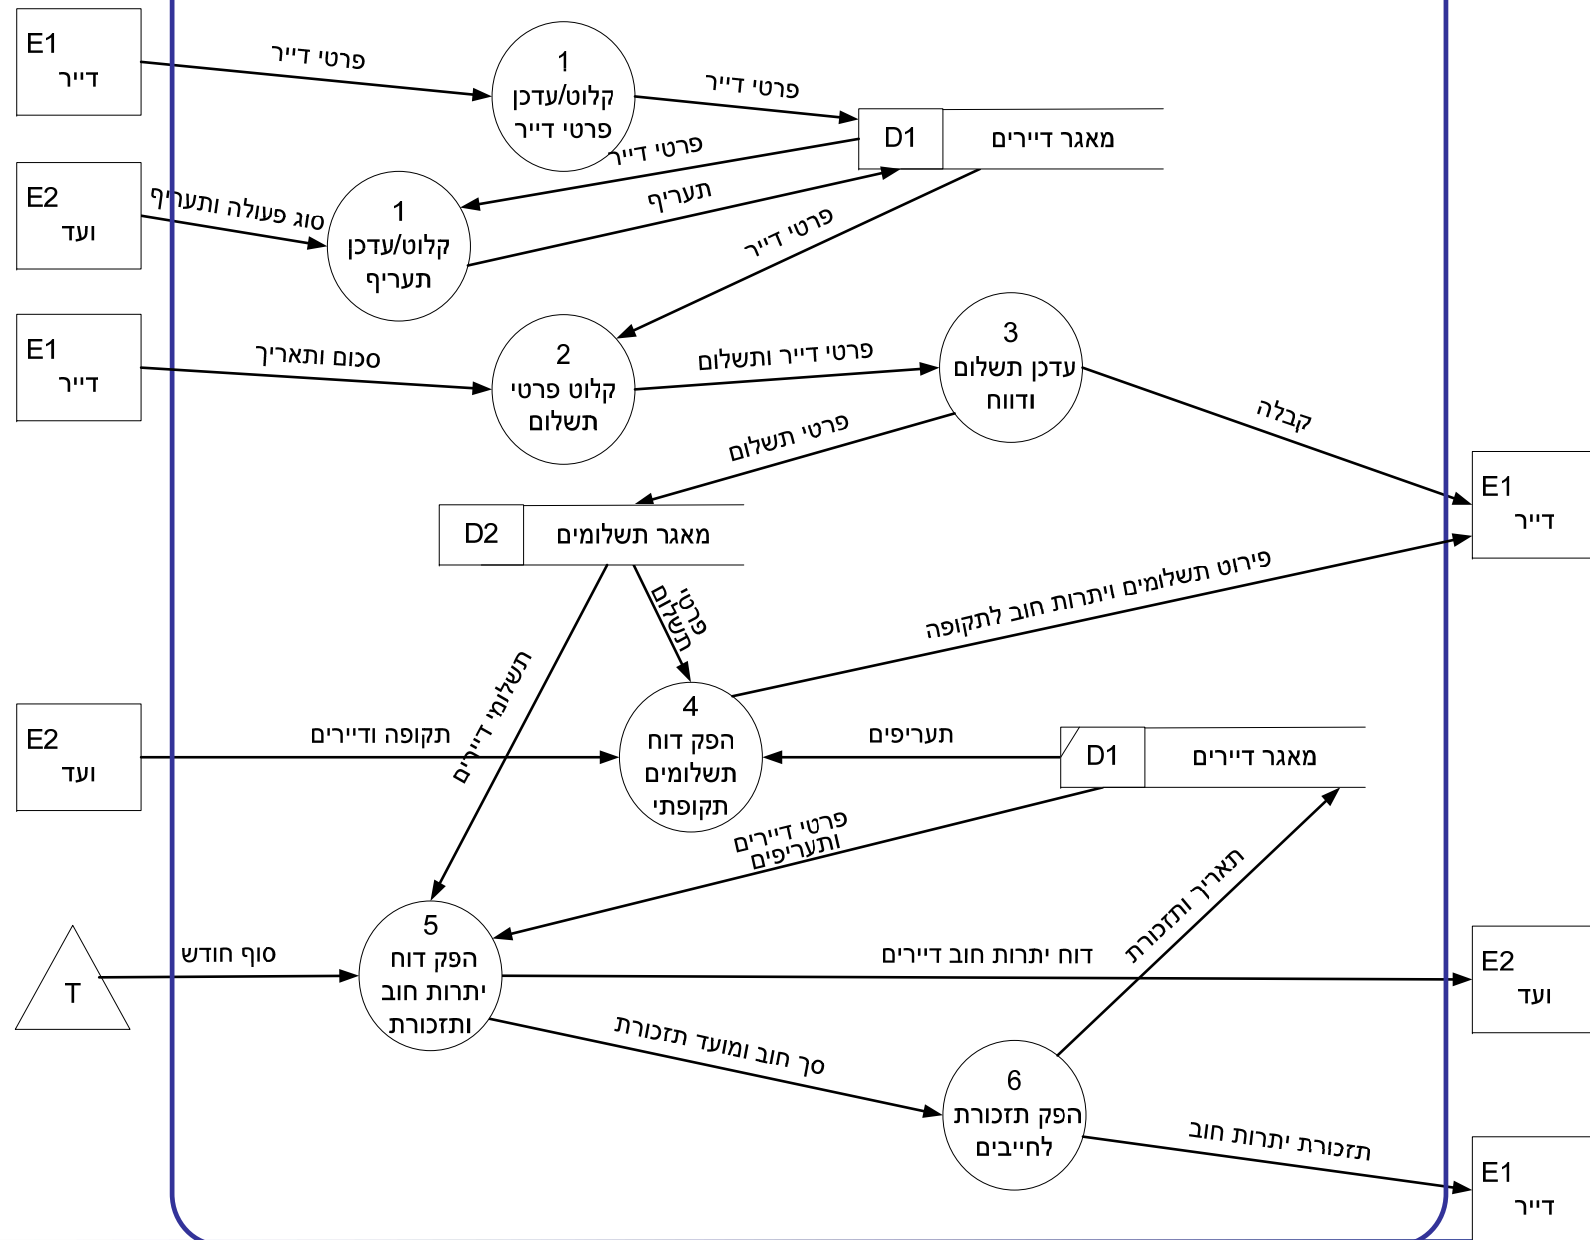 E1
דייר
פרטי דייר
1
קלוט/עדכן
פרטי דייר
פרטי דייר
D1
מאגר דיירים
פרטי דייר
תעריף
פרטי דייר
E2
ועד
סוג פעולה ותעריף
1
קלוט/עדכן
תעריף
E1
דייר
סכום ותאריך
2
קלוט פרטי
תשלום
פרטי דייר ותשלום
3
עדכן תשלום
ודווח
קבלה
פרטי תשלום
E1
דייר
D2
מאגר תשלומים
פרטי
תשלום
תשלומי דיירים
פירוט תשלומים ויתרות חוב לתקופה
E2
ועד
תקופה ודיירים
4
הפק דוח
תשלומים
תקופתי
תעריפים
D1
מאגר דיירים
פרטי דיירים
ותעריפים
תאריך ותזכורת
T
סוף חודש
5
הפק דוח
יתרות חוב
ותזכורת
דוח יתרות חוב דיירים
E2
ועד
סך חוב ומועד תזכורת
6
הפק תזכורת
לחייבים
תזכורת יתרות חוב
E1
דייר